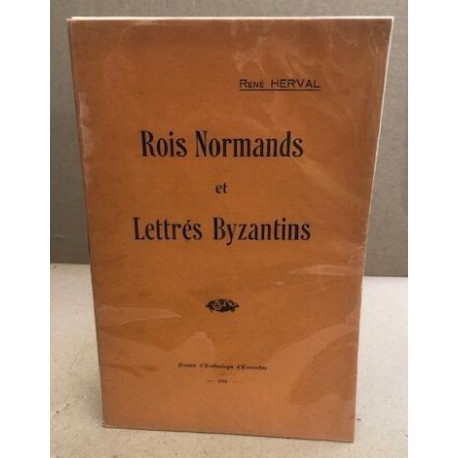 René HERVAL
Rois Normands
et
Lettrés Byzantins